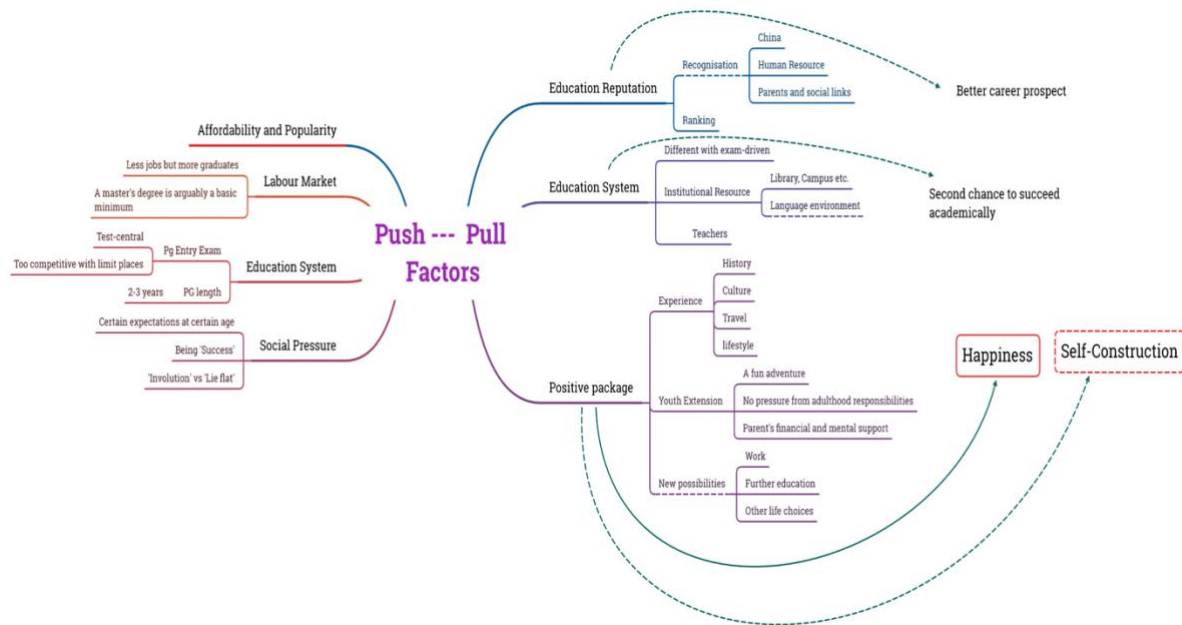 Push --- Pull
Factors
Affordability and Popularity
Labour Market
Less jobs but more graduates
A master's degree is arguably a basic
minimum
Education System
Pg Entry Exam
Test-central
Too competitive with limit places
PG length
2-3 years
Social Pressure
Certain expectations at certain age
Being 'Success'
'Involution' vs 'Lie flat'
Education Reputation
Recognisation
China
Human Resource
Parents and social links
Ranking
Better career prospect
Education System
Different with exam-driven
Institutional Resource
Library, Campus etc.
Language environment
Teachers
Second chance to succeed
academically
Positive package
Experience
History
Culture
Travel
lifestyle
Youth Extension
A fun adventure
No pressure from adulthood responsibilities
Parent's financial and mental support
New possibilities
Work
Further education
Other life choices
Happiness
Self-Construction